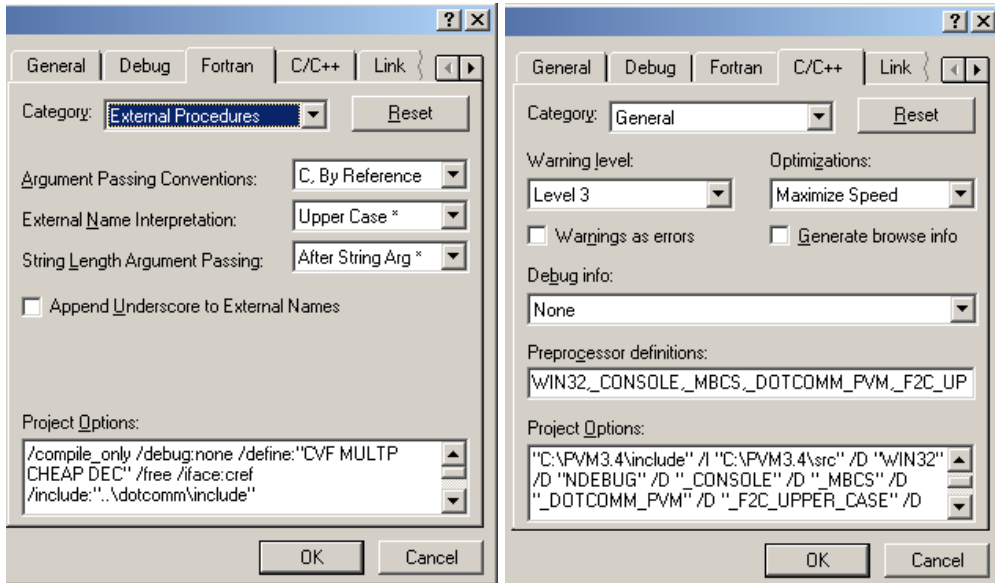 General Debug Fortran C/C++ Link
Category: External Procedures Reset
Argument Passing Conventions: C, By Reference
External Name Interpretation: Upper Case *
String Length Argument Passing: After String Arg *
Append Underscore to External Names
Project Options:
/compile_only /debug:none /define:"CVF MULTP
CHEAP DEC" /free /iface:cref
/include:"..\dotcomm\include"
OK Cancel
General Debug Fortran C/C++ Link
Category: General Reset
Warning level: Optimizations:
Level 3 Maximize Speed
Warnings as errors Generate browse info
Debug info:
None
Preprocessor definitions:
WIN32,_CONSOLE,_MBCS,_DOTCOMM_PVM,_F2C_UP
Project Options:
"C:\PVM3.4\include" /I "C:\PVM3.4\src" /D "WIN32"
/D "NDEBUG" /D "_CONSOLE" /D "_MBCS" /D
"_DOTCOMM_PVM" /D "_F2C_UPPER_CASE" /D
OK Cancel